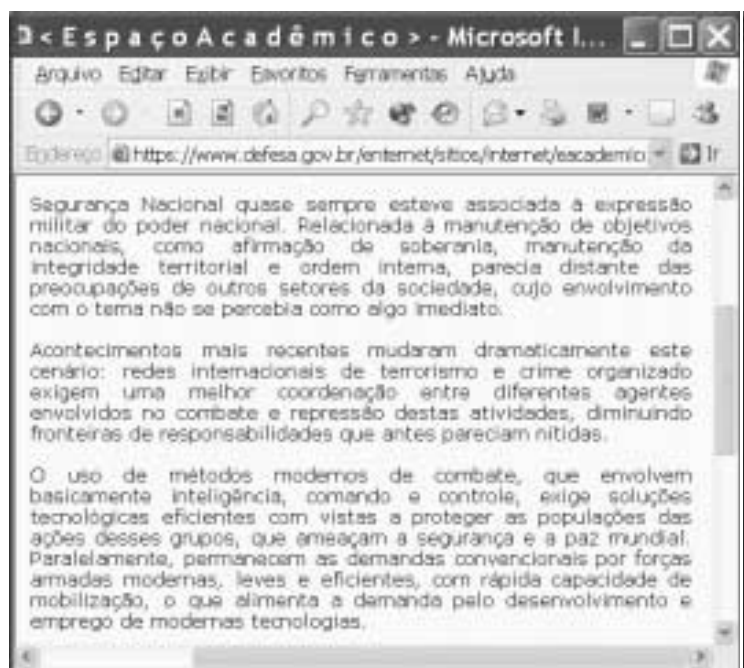 < E s p a ç o A c a d ê m i c o > - Microsoft I...
Arquivo Editar Exibir Favoritos Ferramentas Ajuda
Endereço https://www.defesa.gov.br/enternet/sitios/internet/eacademico Ir
Segurança Nacional quase sempre esteve associada à expressão
militar do poder nacional. Relacionada à manutenção de objetivos
nacionais, como afirmação de soberania, manutenção da
integridade territorial e ordem interna, parecia distante das
preocupações de outros setores da sociedade, cujo envolvimento
com o tema não se percebia como algo imediato.
Acontecimentos mais recentes mudaram dramaticamente este
cenário: redes internacionais de terrorismo e crime organizado
exigem uma melhor coordenação entre diferentes agentes
envolvidos no combate e repressão destas atividades, diminuindo
fronteiras de responsabilidades que antes pareciam nítidas.
O uso de métodos modernos de combate, que envolvem
basicamente inteligência, comando e controle, exige soluções
tecnológicas eficientes com vistas a proteger as populações das
ações desses grupos, que ameaçam a segurança e a paz mundial.
Paralelamente, permanecem as demandas convencionais por forças
armadas modernas, leves e eficientes, com rápida capacidade de
mobilização, o que alimenta a demanda pelo desenvolvimento e
emprego de modernas tecnologias.